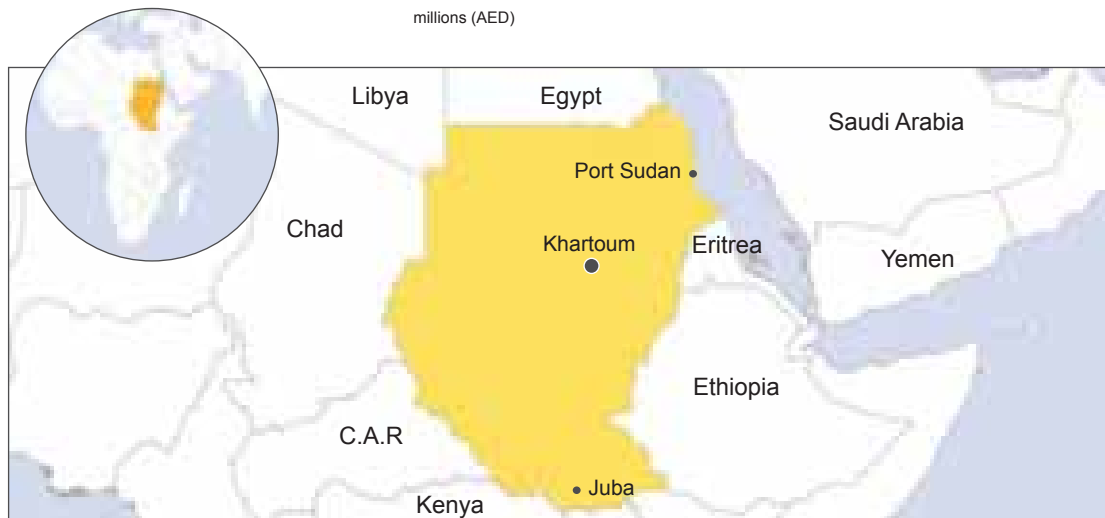 millions (AED)
Libya
Egypt
Saudi Arabia
Port Sudan
Chad
Khartoum
Eritrea
Yemen
Ethiopia
C.A.R
Juba
Kenya